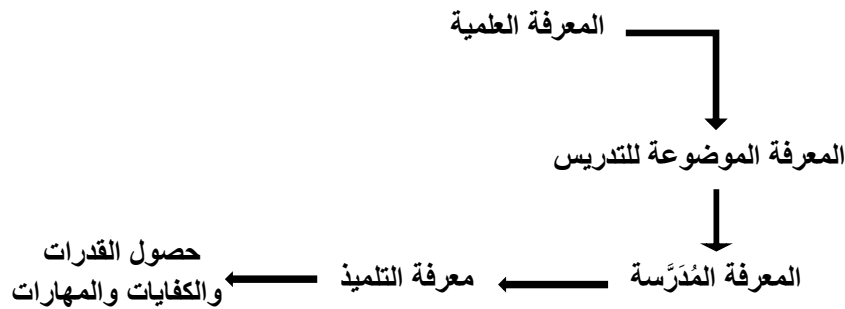 المعرفة العلمية
المعرفة الموضوعة للتدريس
المعرفة المُدَرَّسة
معرفة التلميذ
حصول القدرات
والكفايات والمهارات